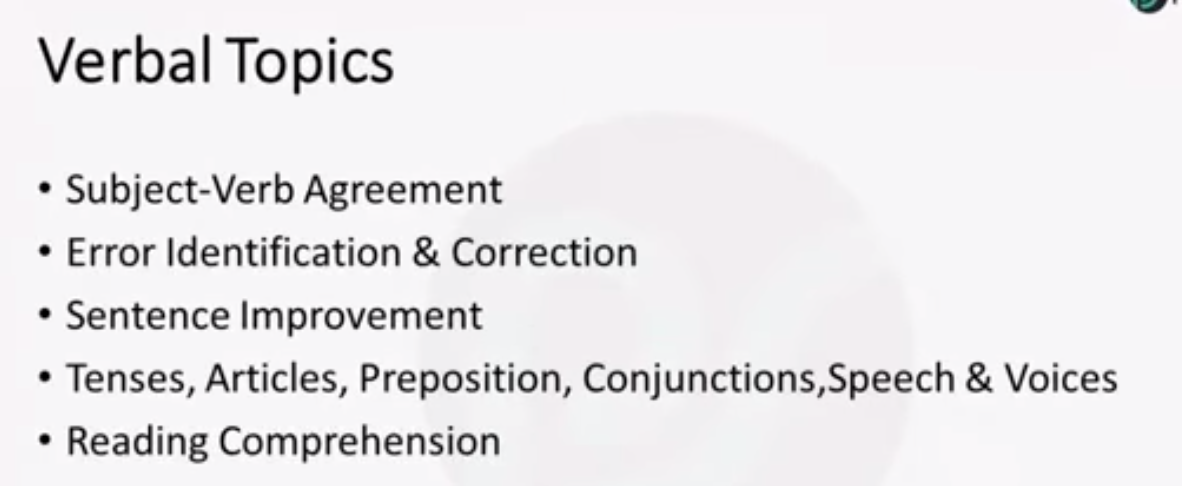 Verbal Topics
• Subject-Verb Agreement
• Error Identification & Correction
• Sentence Improvement
• Tenses, Articles, Preposition, Conjunctions,Speech & Voices
• Reading Comprehension